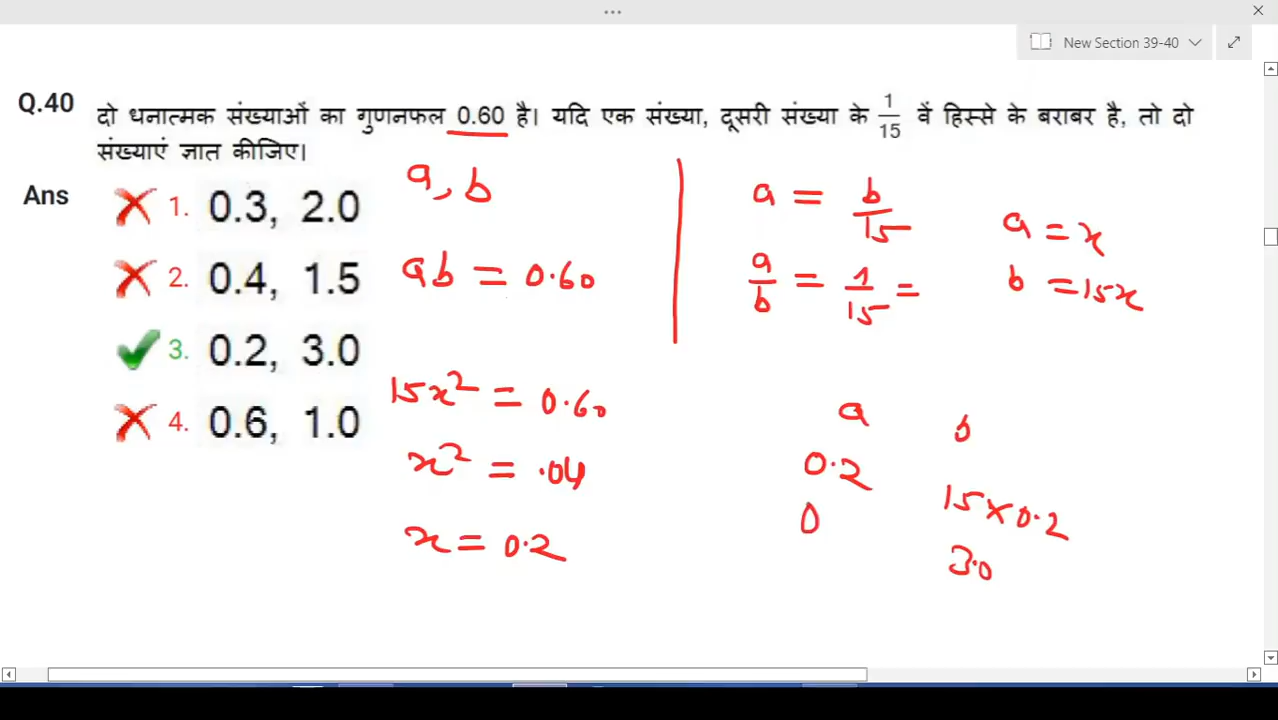 New Section 39-40
Q.40 दो धनात्मक संख्याओं का गुणनफल 0.60 है। यदि एक संख्या, दूसरी संख्या के 1/15 वें हिस्से के बराबर है, तो दो
संख्याएं ज्ञात कीजिए।
Ans
1. 0.3, 2.0
2. 0.4, 1.5
3. 0.2, 3.0
4. 0.6, 1.0
a, b
ab = 0.60
15x² = 0.60
x² = .04
x = 0.2
a = b/15
a/b = 1/15 =
a = x
b = 15x
a b
0.2
15×0.2
0
3.0